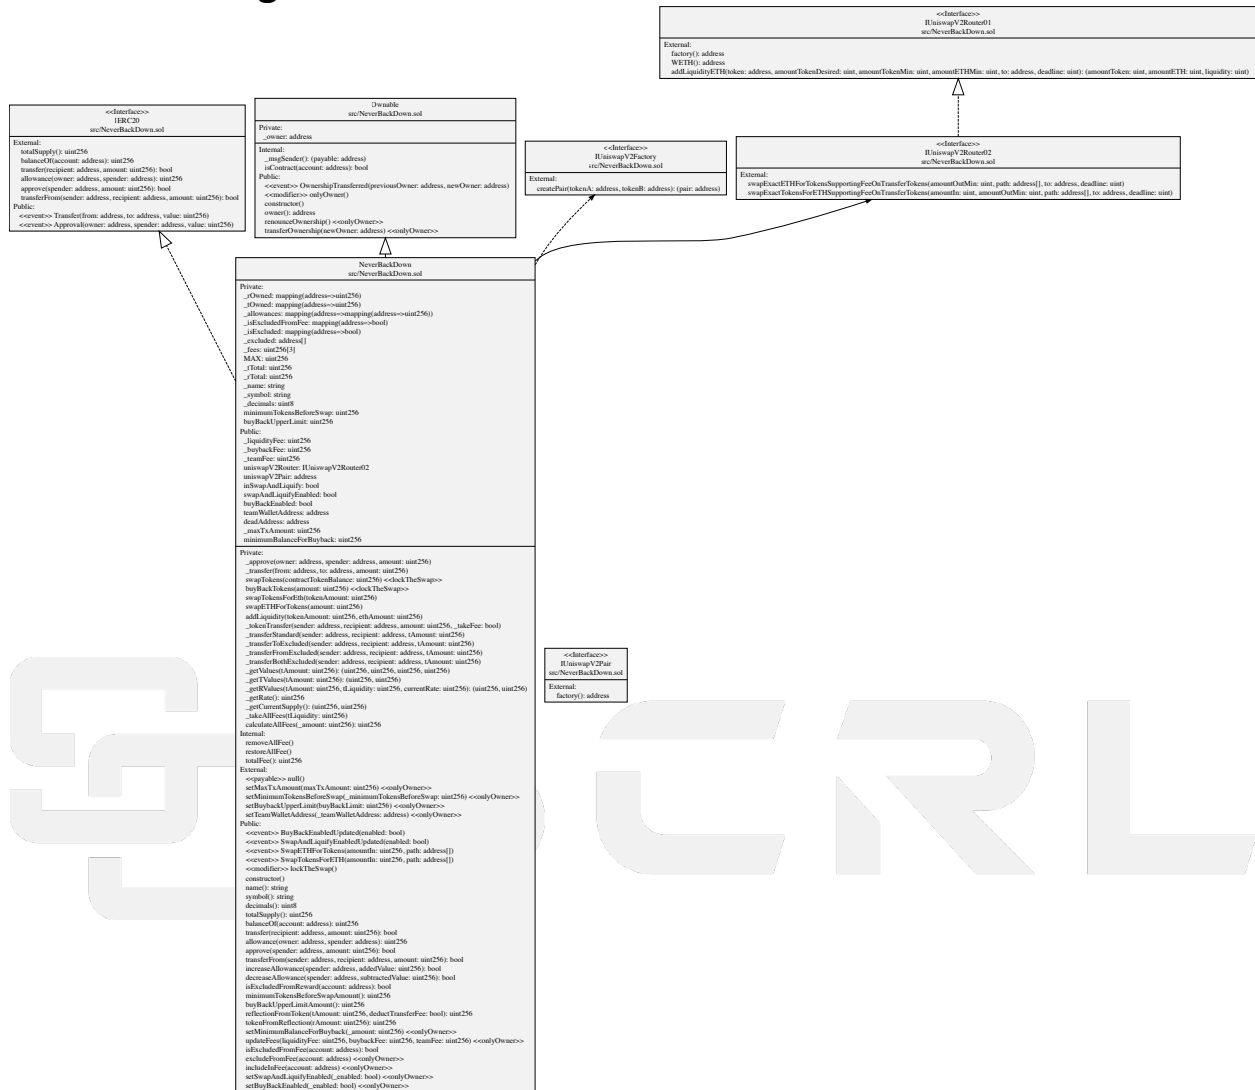 <<Interface>>
IUniswapV2Router01
src/NeverBackDown.sol
External:
factory(): address
WETH(): address
addLiquidityETH(token: address, amountTokenDesired: uint, amountTokenMin: uint, amountETHMin: uint, to: address, deadline: uint): (amountToken: uint, amountETH: uint, liquidity: uint)
<<Interface>>
IERC20
src/NeverBackDown.sol
External:
totalSupply(): uint256
balanceOf(account: address): uint256
transfer(recipient: address, amount: uint256): bool
allowance(owner: address, spender: address): uint256
approve(spender: address, amount: uint256): bool
transferFrom(sender: address, recipient: address, amount: uint256): bool
Public:
<<event>> Transfer(from: address, to: address, value: uint256)
<<event>> Approval(owner: address, spender: address, value: uint256)
Ownable
src/NeverBackDown.sol
Private:
_owner: address
Internal:
_msgSender(): (payable: address)
isContract(account: address): bool
Public:
<<event>> OwnershipTransferred(previousOwner: address, newOwner: address)
<<modifier>> onlyOwner()
constructor()
owner(): address
renounceOwnership() <<onlyOwner>>
transferOwnership(newOwner: address) <<onlyOwner>>
<<Interface>>
IUniswapV2Factory
src/NeverBackDown.sol
External:
createPair(tokenA: address, tokenB: address): (pair: address)
<<Interface>>
IUniswapV2Router02
src/NeverBackDown.sol
External:
swapExactETHForTokensSupportingFeeOnTransferTokens(amountOutMin: uint, path: address[], to: address, deadline: uint)
swapExactTokensForETHSupportingFeeOnTransferTokens(amountIn: uint, amountOutMin: uint, path: address[], to: address, deadline: uint)
NeverBackDown
src/NeverBackDown.sol
Private:
_rOwned: mapping(address=>uint256)
_tOwned: mapping(address=>uint256)
_allowances: mapping(address=>mapping(address=>uint256))
_isExcludedFromFee: mapping(address=>bool)
_isExcluded: mapping(address=>bool)
_excluded: address[]
_fees: uint256[3]
MAX: uint256
_tTotal: uint256
_rTotal: uint256
_name: string
_symbol: string
_decimals: uint8
minimumTokensBeforeSwap: uint256
buyBackUpperLimit: uint256
Public:
_liquidityFee: uint256
_buybackFee: uint256
_teamFee: uint256
uniswapV2Router: IUniswapV2Router02
uniswapV2Pair: address
inSwapAndLiquify: bool
swapAndLiquifyEnabled: bool
buyBackEnabled: bool
teamWalletAddress: address
deadAddress: address
_maxTxAmount: uint256
minimumBalanceForBuyback: uint256
Private:
_approve(owner: address, spender: address, amount: uint256)
_transfer(from: address, to: address, amount: uint256)
swapTokens(contractTokenBalance: uint256) <<lockTheSwap>>
buyBackTokens(amount: uint256) <<lockTheSwap>>
swapTokensForEth(tokenAmount: uint256)
swapETHForTokens(amount: uint256)
addLiquidity(tokenAmount: uint256, ethAmount: uint256)
_tokenTransfer(sender: address, recipient: address, amount: uint256, _takeFee: bool)
_transferStandard(sender: address, recipient: address, tAmount: uint256)
_transferToExcluded(sender: address, recipient: address, tAmount: uint256)
_transferFromExcluded(sender: address, recipient: address, tAmount: uint256)
_transferBothExcluded(sender: address, recipient: address, tAmount: uint256)
_getValues(tAmount: uint256): (uint256, uint256, uint256, uint256)
_getTValues(tAmount: uint256): (uint256, uint256)
_getRValues(tAmount: uint256, tLiquidity: uint256, currentRate: uint256): (uint256, uint256)
_getRate(): uint256
_getCurrentSupply(): (uint256, uint256)
_takeAllFees(tLiquidity: uint256)
calculateAllFees(_amount: uint256): uint256
Internal:
removeAllFee()
restoreAllFee()
totalFee(): uint256
External:
<<payable>> null()
setMaxTxAmount(maxTxAmount: uint256) <<onlyOwner>>
setMinimumTokensBeforeSwap(_minimumTokensBeforeSwap: uint256) <<onlyOwner>>
setBuybackUpperLimit(buyBackLimit: uint256) <<onlyOwner>>
setTeamWalletAddress(_teamWalletAddress: address) <<onlyOwner>>
Public:
<<event>> BuyBackEnabledUpdated(enabled: bool)
<<event>> SwapAndLiquifyEnabledUpdated(enabled: bool)
<<event>> SwapETHForTokens(amountIn: uint256, path: address[])
<<event>> SwapTokensForETH(amountIn: uint256, path: address[])
<<modifier>> lockTheSwap()
constructor()
name(): string
symbol(): string
decimals(): uint8
totalSupply(): uint256
balanceOf(account: address): uint256
transfer(recipient: address, amount: uint256): bool
allowance(owner: address, spender: address): uint256
approve(spender: address, amount: uint256): bool
transferFrom(sender: address, recipient: address, amount: uint256): bool
increaseAllowance(spender: address, addedValue: uint256): bool
decreaseAllowance(spender: address, subtractedValue: uint256): bool
isExcludedFromReward(account: address): bool
minimumTokensBeforeSwapAmount(): uint256
buyBackUpperLimitAmount(): uint256
reflectionFromToken(tAmount: uint256, deductTransferFee: bool): uint256
tokenFromReflection(rAmount: uint256): uint256
setMinimumBalanceForBuyback(_amount: uint256) <<onlyOwner>>
updateFees(liquidityFee: uint256, buybackFee: uint256, teamFee: uint256) <<onlyOwner>>
isExcludedFromFee(account: address): bool
excludeFromFee(account: address) <<onlyOwner>>
includeInFee(account: address) <<onlyOwner>>
setSwapAndLiquifyEnabled(_enabled: bool) <<onlyOwner>>
setBuyBackEnabled(_enabled: bool) <<onlyOwner>>
<<Interface>>
IUniswapV2Pair
src/NeverBackDown.sol
External:
factory(): address
CRL